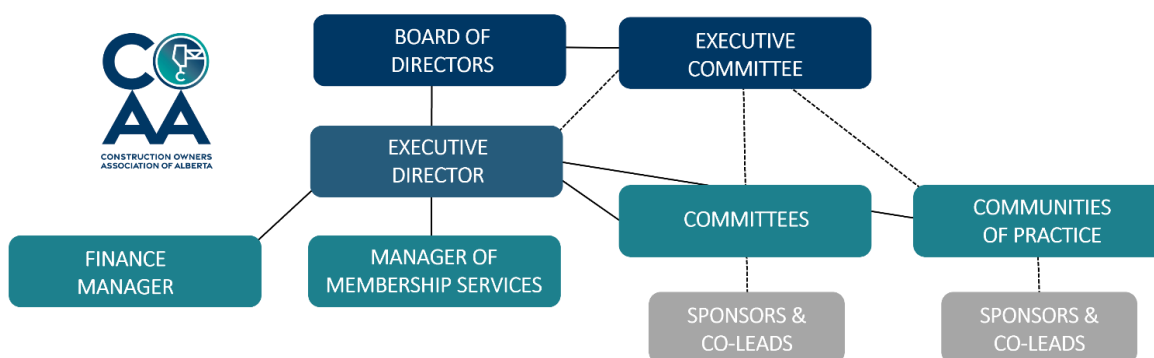 CO
AA
CONSTRUCTION OWNERS
ASSOCIATION OF ALBERTA
BOARD OF
DIRECTORS
EXECUTIVE
COMMITTEE
EXECUTIVE
DIRECTOR
FINANCE
MANAGER
MANAGER OF
MEMBERSHIP SERVICES
COMMITTEES
COMMUNITIES
OF PRACTICE
SPONSORS &
CO-LEADS
SPONSORS &
CO-LEADS